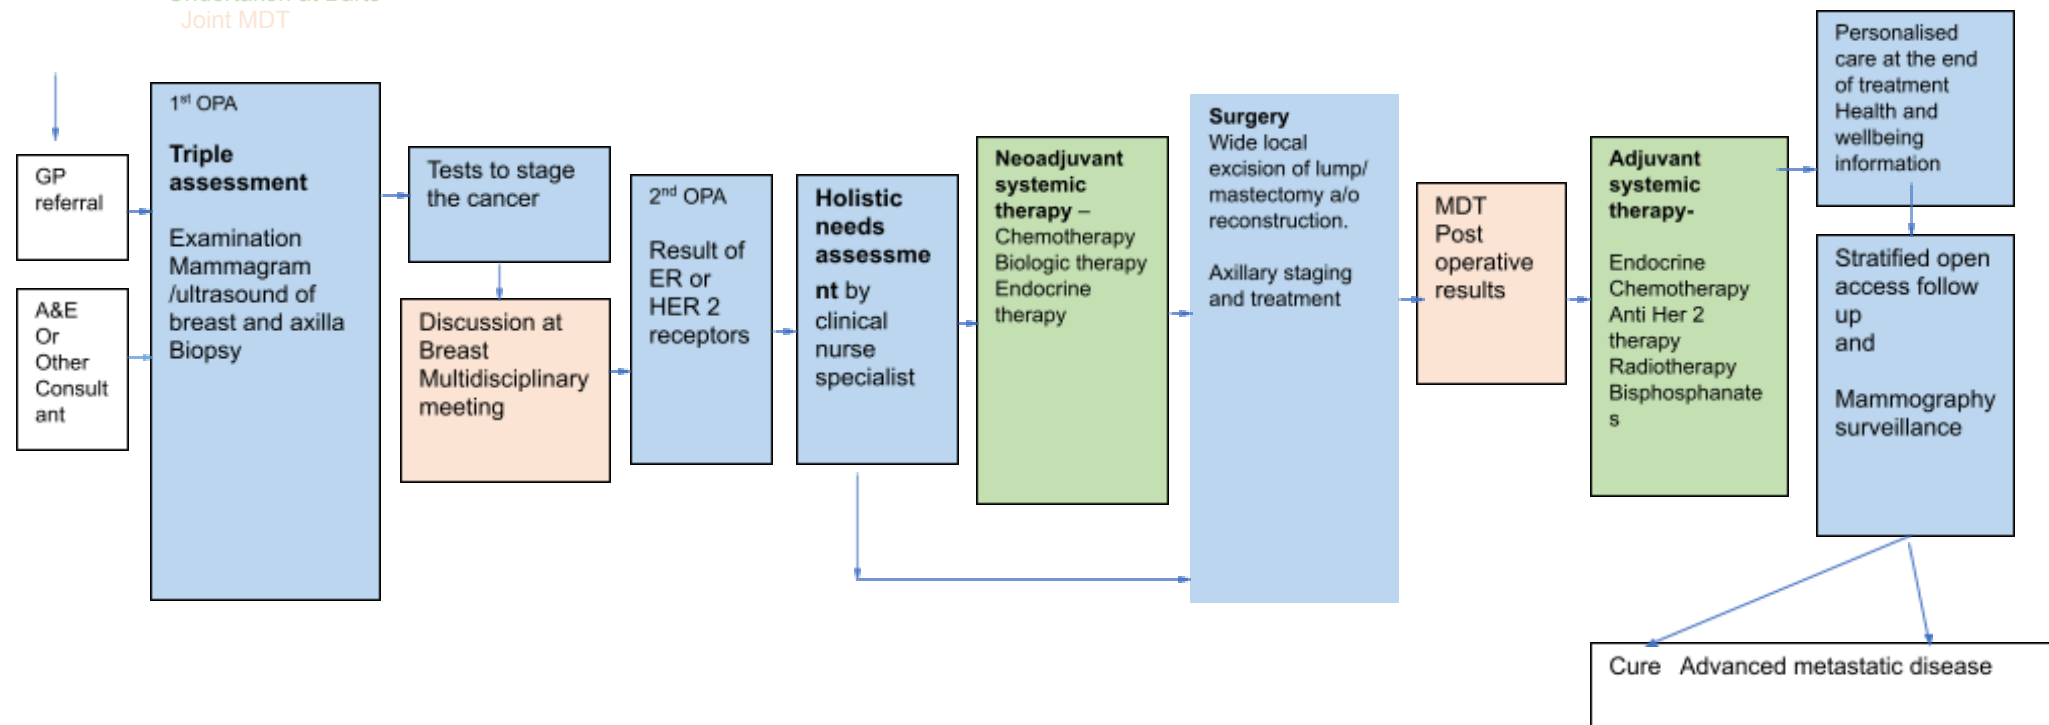 Joint MDT
GP
referral
A&E
Or
Other
Consult
ant
1st OPA
Triple
assessment
Examination
Mammagram
/ultrasound of
breast and axilla
Biopsy
Tests to stage
the cancer
Discussion at
Breast
Multidisciplinary
meeting
2nd OPA
Result of
ER or
HER 2
receptors
Holistic
needs
assessme
nt by
clinical
nurse
specialist
Neoadjuvant
systemic
therapy –
Chemotherapy
Biologic therapy
Endocrine
therapy
Surgery
Wide local
excision of lump/
mastectomy a/o
reconstruction.
Axillary staging
and treatment
MDT
Post
operative
results
Adjuvant
systemic
therapy-
Endocrine
Chemotherapy
Anti Her 2
therapy
Radiotherapy
Bisphosphanate
s
Personalised
care at the end
of treatment
Health and
wellbeing
information
Stratified open
access follow
up
and
Mammography
surveillance
Cure Advanced metastatic disease